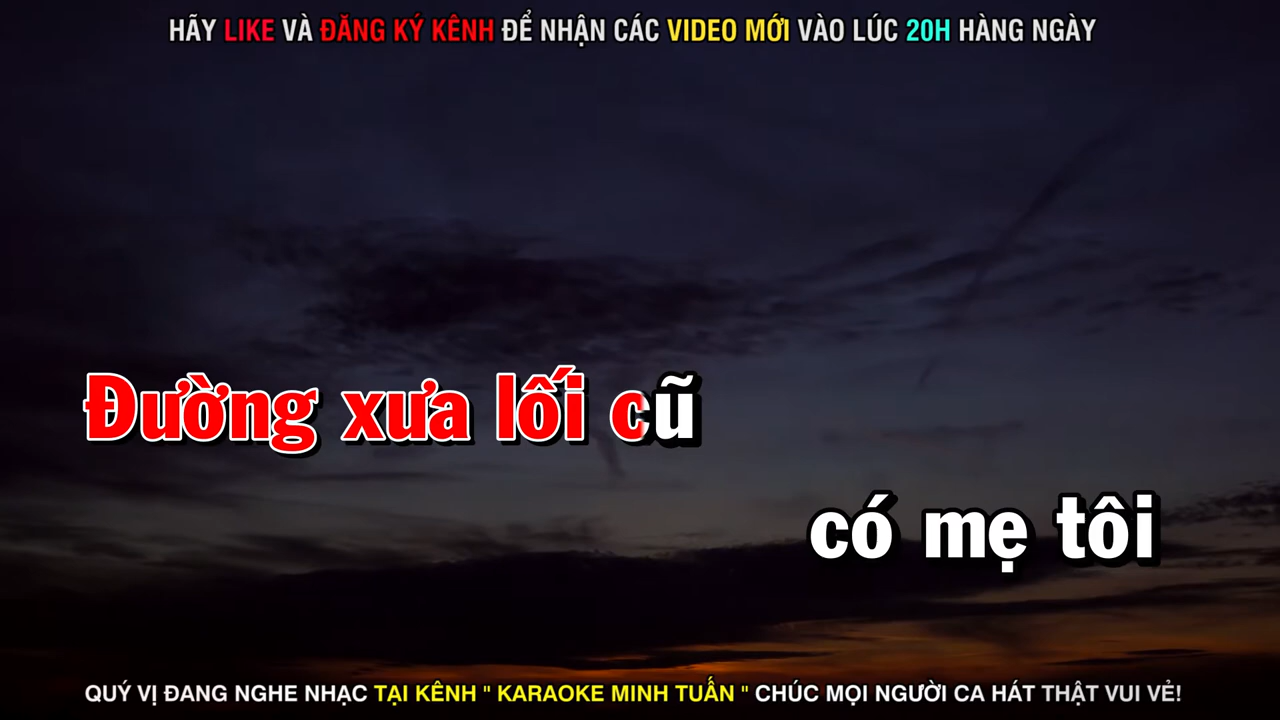 HÃY LIKE VÀ ĐĂNG KÝ KÊNH ĐỂ NHẬN CÁC VIDEO MỚI VÀO LÚC 20H HÀNG NGÀY
Đường xưa lối cũ
có mẹ tôi
QUÝ VỊ ĐANG NGHE NHẠC TẠI KÊNH " KARAOKE MINH TUẤN " CHÚC MỌI NGƯỜI CA HÁT THẬT VUI VẺ!